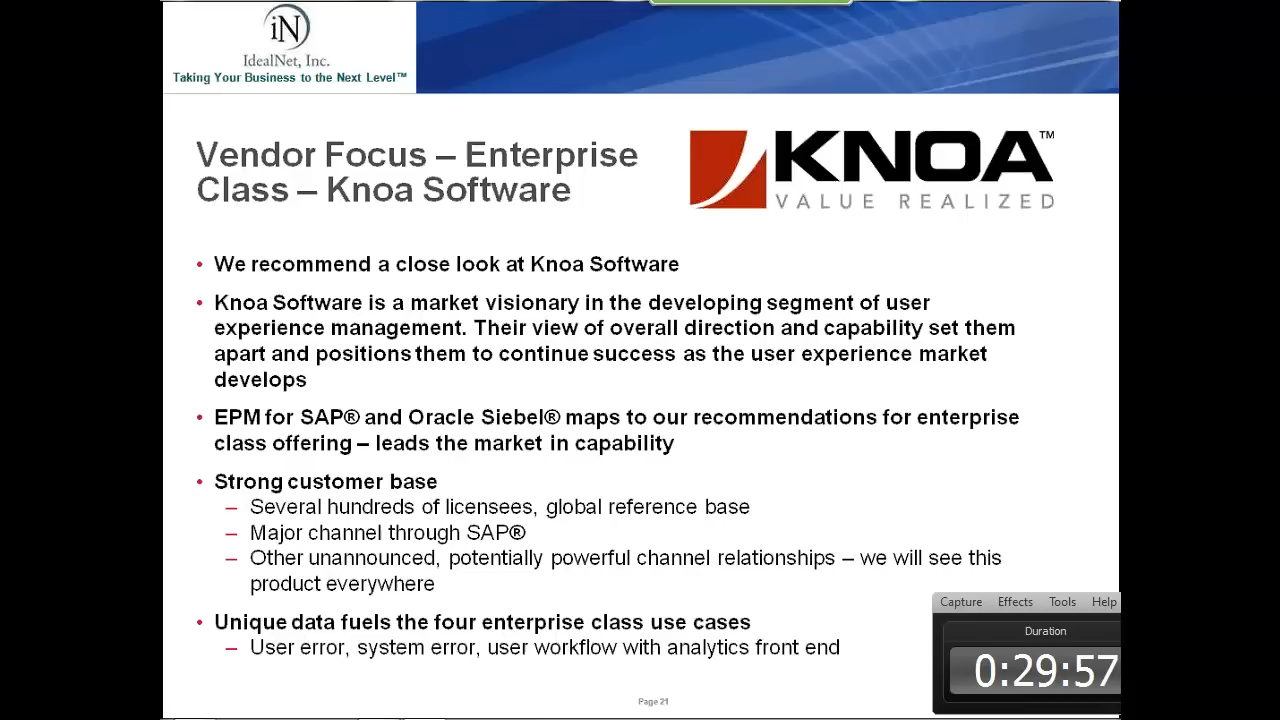 iN
IdealNet, Inc.
Taking Your Business to the Next Level™
Vendor Focus – Enterprise
Class – Knoa Software
KNOA™
VALUE REALIZED
• We recommend a close look at Knoa Software
• Knoa Software is a market visionary in the developing segment of user
experience management. Their view of overall direction and capability set them
apart and positions them to continue success as the user experience market
develops
• EPM for SAP® and Oracle Siebel® maps to our recommendations for enterprise
class offering – leads the market in capability
• Strong customer base
– Several hundreds of licensees, global reference base
– Major channel through SAP®
– Other unannounced, potentially powerful channel relationships – we will see this
product everywhere
• Unique data fuels the four enterprise class use cases
– User error, system error, user workflow with analytics front end
Capture Effects Tools Help
Duration
0:29:57
Page 21